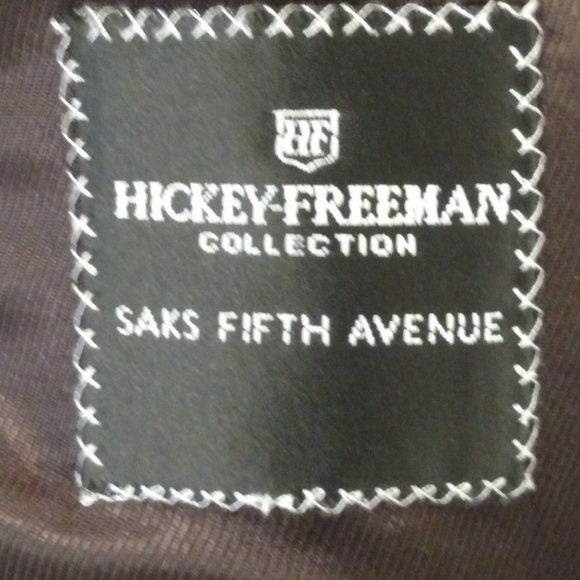 HF
HICKEY-FREEMAN
COLLECTION
SAKS FIFTH AVENUE